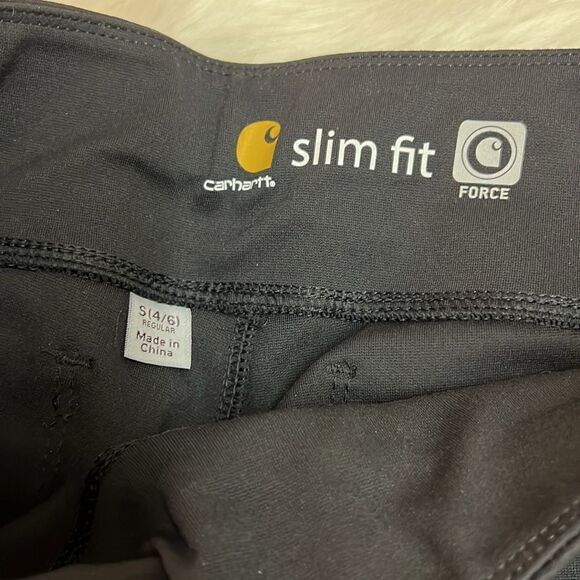 carhartt®
slim fit
FORCE
S(4/6)
REGULAR
Made in
China